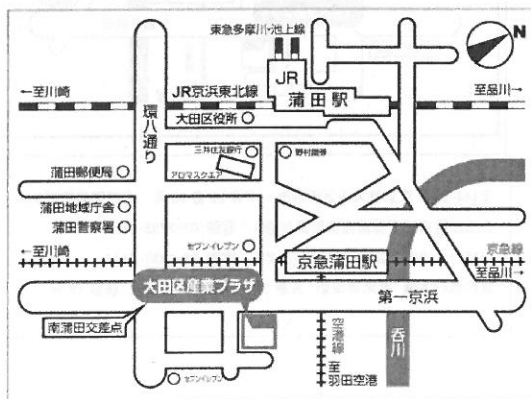 東急多摩川・池上線
N
JR
蒲田駅
←至川崎
JR京浜東北線
至品川→
大田区役所
環八通り
三井住友銀行
野村證券
アロマスクエア
蒲田郵便局
蒲田地域庁舎
蒲田警察署
セブンイレブン
←至川崎
京急蒲田駅
京急線
至品川→
大田区産業プラザ
第一京浜
南蒲田交差点
空港線
至
羽田空港
呑川
セブンイレブン